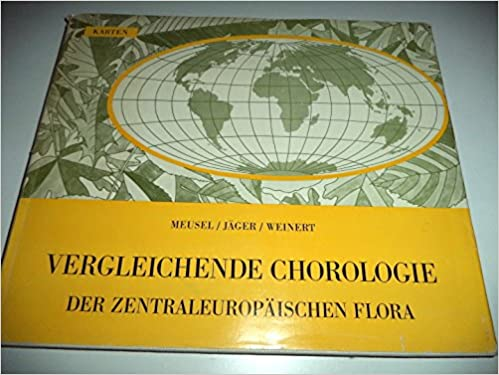 KARTEN
MEUSEL / JÄGER / WEINERT
VERGLEICHENDE CHOROLOGIE
DER ZENTRALEUROPÄISCHEN FLORA